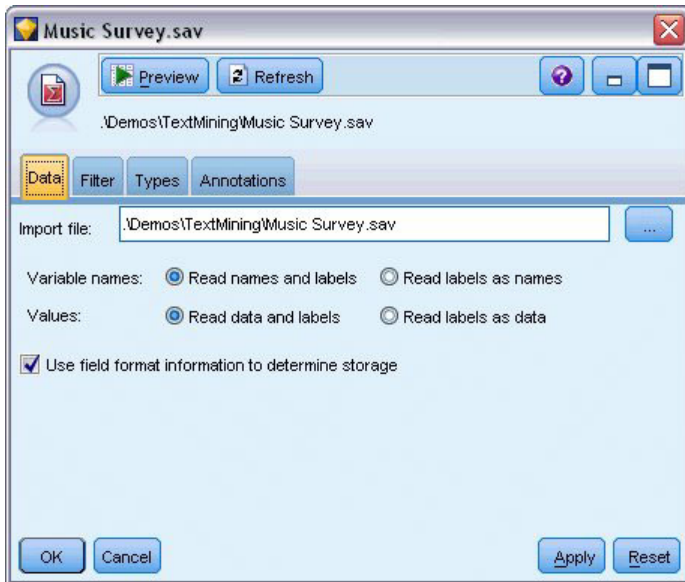 Music Survey.sav
Preview Refresh
.\Demos\TextMining\Music Survey.sav
Data Filter Types Annotations
Import file: .\Demos\TextMining\Music Survey.sav ...
Variable names: Read names and labels Read labels as names
Values: Read data and labels Read labels as data
Use field format information to determine storage
OK Cancel Apply Reset